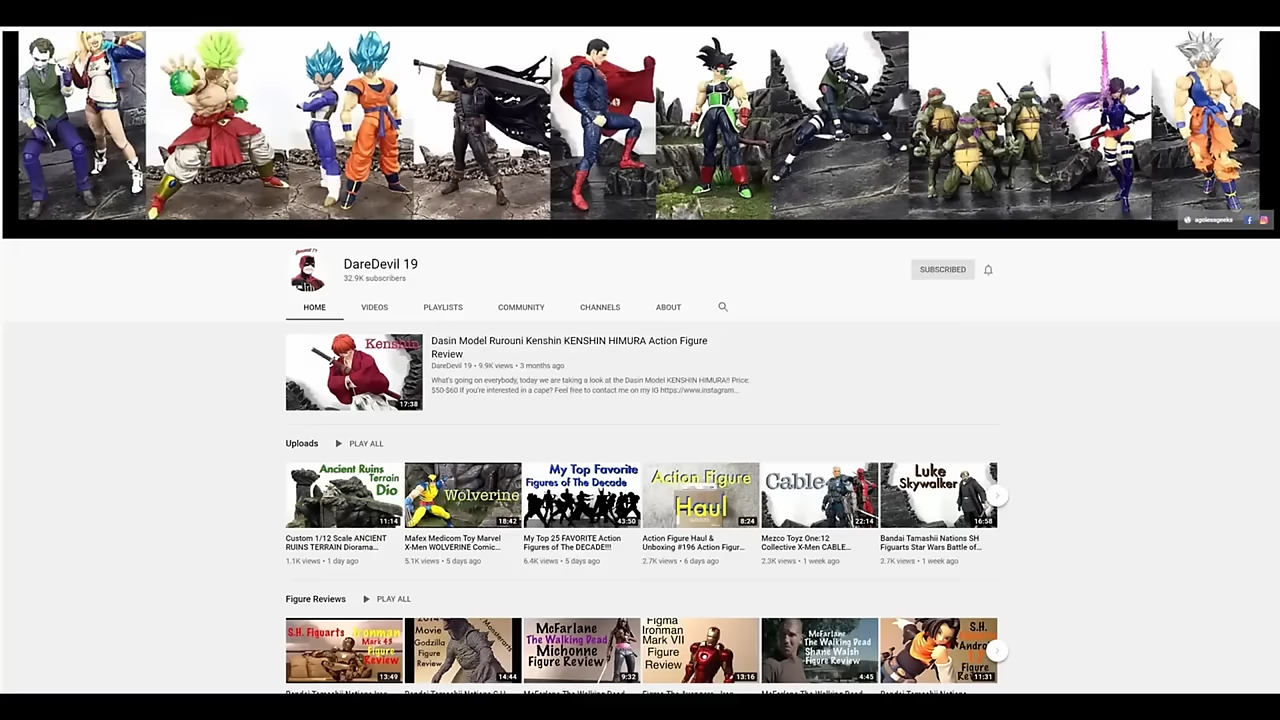 agelessgeeks
DareDevil 19
32.9K subscribers
SUBSCRIBED
HOME
VIDEOS
PLAYLISTS
COMMUNITY
CHANNELS
ABOUT
Kenshin
17:38
Dasin Model Rurouni Kenshin KENSHIN HIMURA Action Figure
Review
DareDevil 19 • 9.9K views • 3 months ago
What's going on everybody, today we are taking a look at the Dasin Model KENSHIN HIMURA!! Price:
$50-$60 If you're interested in a cape? Feel free to contact me on my IG https://www.instagram...
Uploads
PLAY ALL
Ancient Ruins
Terrain
Dio
11:14
Custom 1/12 Scale ANCIENT
RUINS TERRAIN Diorama...
1.1K views • 1 day ago
Wolverine
18:42
Mafex Medicom Toy Marvel
X-Men WOLVERINE Comic...
5.1K views • 5 days ago
My Top Favorite
Figures of The Decade
43:50
My Top 25 FAVORITE Action
Figures of The DECADE!!!
6.4K views • 5 days ago
Action Figure
Haul
8:24
Action Figure Haul &
Unboxing #196 Action Figur...
2.7K views • 6 days ago
Cable
22:14
Mezco Toyz One:12
Collective X-Men CABLE...
2.3K views • 1 week ago
Luke
Skywalker
16:58
Bandai Tamashii Nations SH
Figuarts Star Wars Battle of...
2.7K views • 1 week ago
Figure Reviews
PLAY ALL
S.H. Figuarts
Ironman
Mark 45
Figure
Review
13:49
2014
Movie
Godzilla
Figure
Review
14:44
McFarlane
The Walking Dead
Michonne
Figure Review
9:32
Figma
Ironman
Mark VII
Figure
Review
13:16
McFarlane
The Walking Dead
Shane Walsh
Figure Review
4:45
S.H.
Figure
11:31